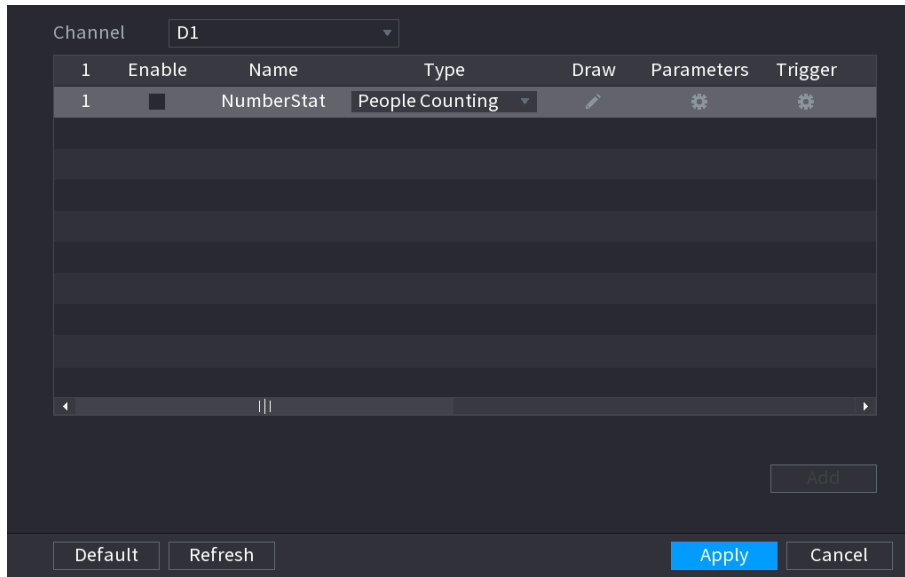 Channel D1
1 Enable Name Type Draw Parameters Trigger
1 NumberStat People Counting
Add
Default Refresh Apply Cancel